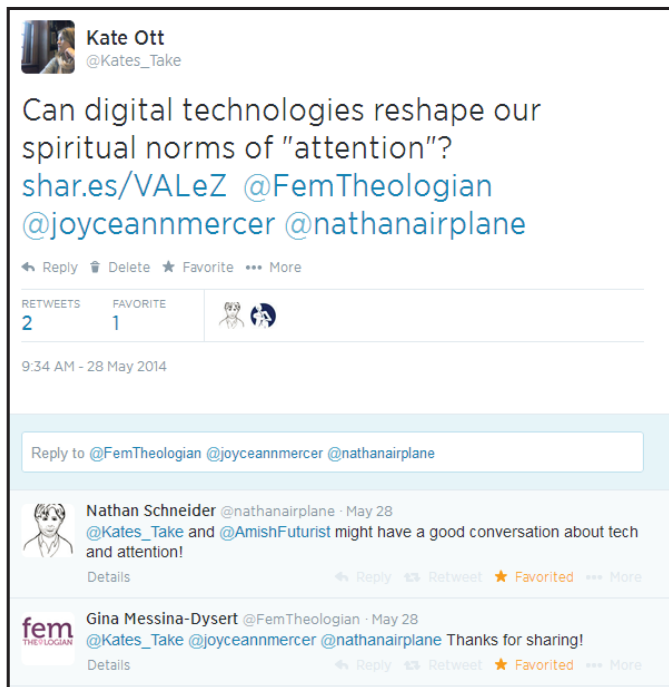 Kate Ott
@Kates_Take
Can digital technologies reshape our
spiritual norms of "attention"?
shar.es/VALeZ @FemTheologian
@joyceannmercer @nathanairplane
Reply Delete Favorite More
RETWEETS FAVORITE
2 1
9:34 AM - 28 May 2014
Reply to @FemTheologian @joyceannmercer @nathanairplane
Nathan Schneider @nathanairplane · May 28
@Kates_Take and @AmishFuturist might have a good conversation about tech
and attention!
Details Reply Retweet Favorited More
fem
THEOLOGIAN
Gina Messina-Dysert @FemTheologian · May 28
@Kates_Take @joyceannmercer @nathanairplane Thanks for sharing!
Details Reply Retweet Favorited More